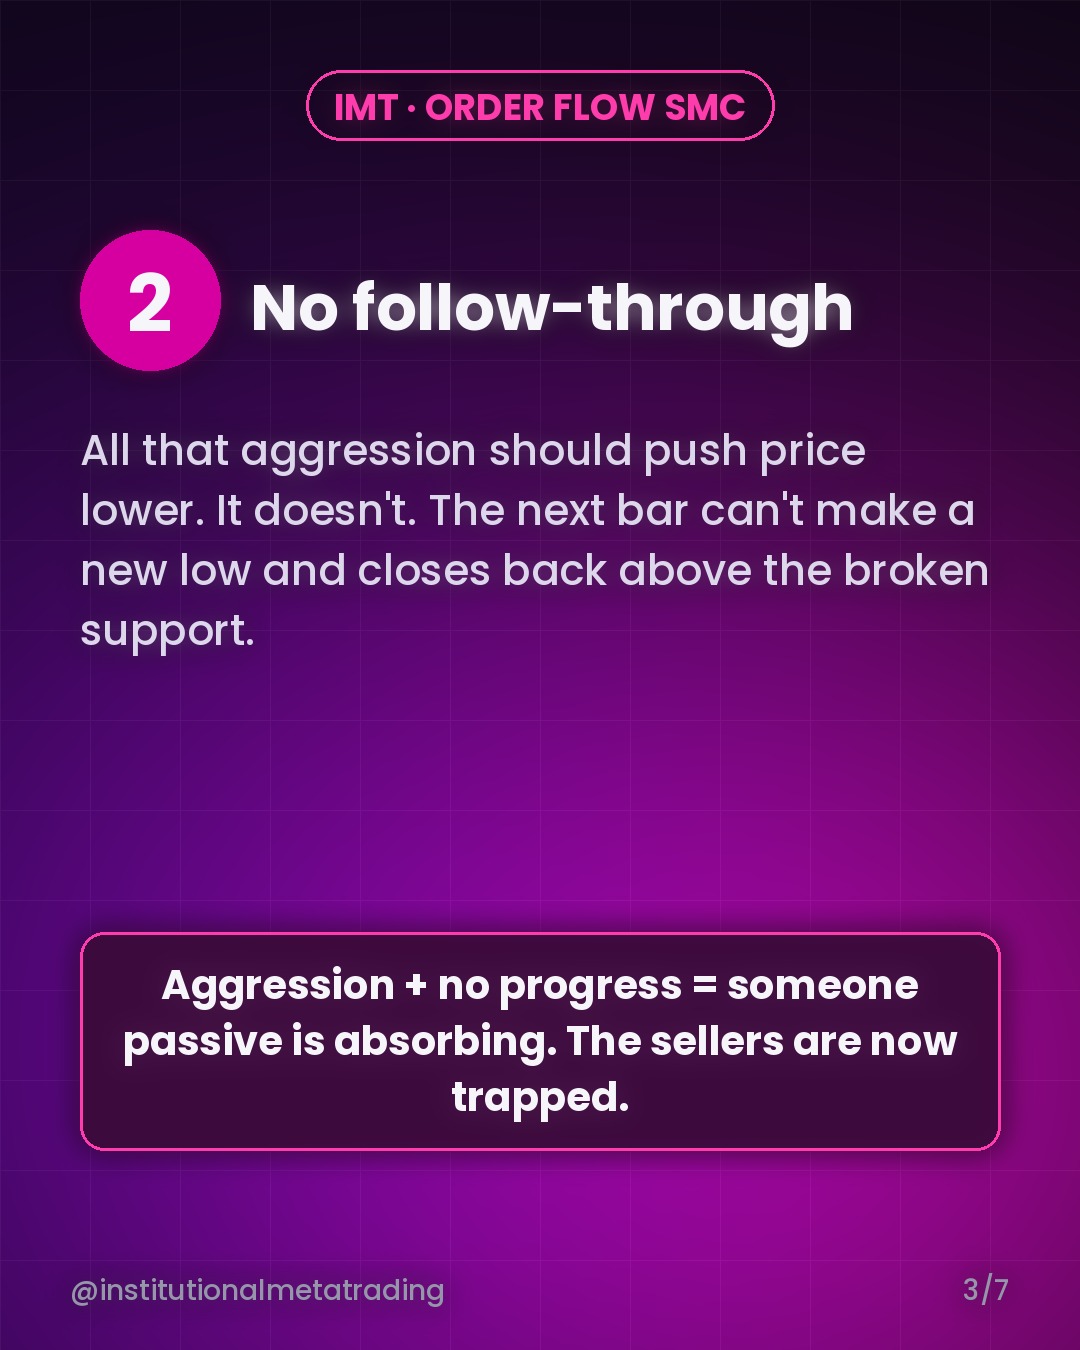 IMT · ORDER FLOW SMC
2
No follow-through
All that aggression should push price
lower. It doesn't. The next bar can't make a
new low and closes back above the broken
support.
Aggression + no progress = someone
passive is absorbing. The sellers are now
trapped.
@institutionalmetatrading
3/7